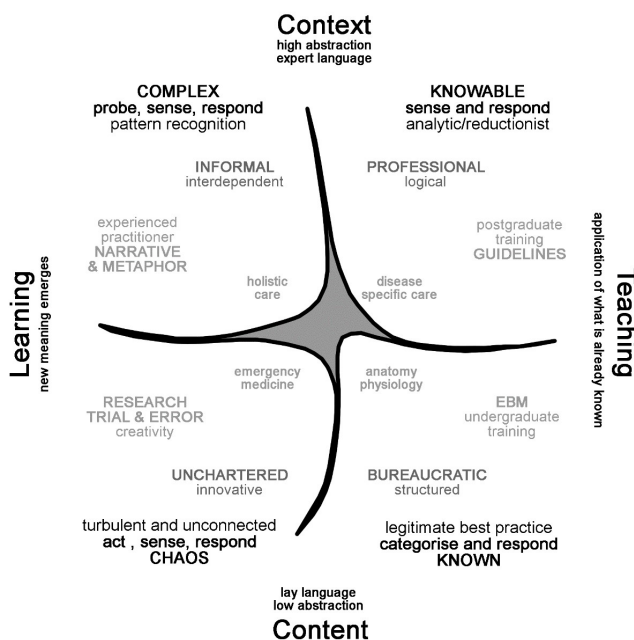 Context
high abstraction
expert language
COMPLEX
probe, sense, respond
pattern recognition
KNOWABLE
sense and respond
analytic/reductionist
INFORMAL
interdependent
PROFESSIONAL
logical
experienced
practitioner
NARRATIVE
& METAPHOR
postgraduate
training
GUIDELINES
holistic
care
disease
specific care
Learning
new meaning emerges
Teaching
application of what is already known
emergency
medicine
anatomy
physiology
RESEARCH
TRIAL & ERROR
creativity
EBM
undergraduate
training
UNCHARTERED
innovative
BUREAUCRATIC
structured
turbulent and unconnected
act , sense, respond
CHAOS
legitimate best practice
categorise and respond
KNOWN
lay language
low abstraction
Content